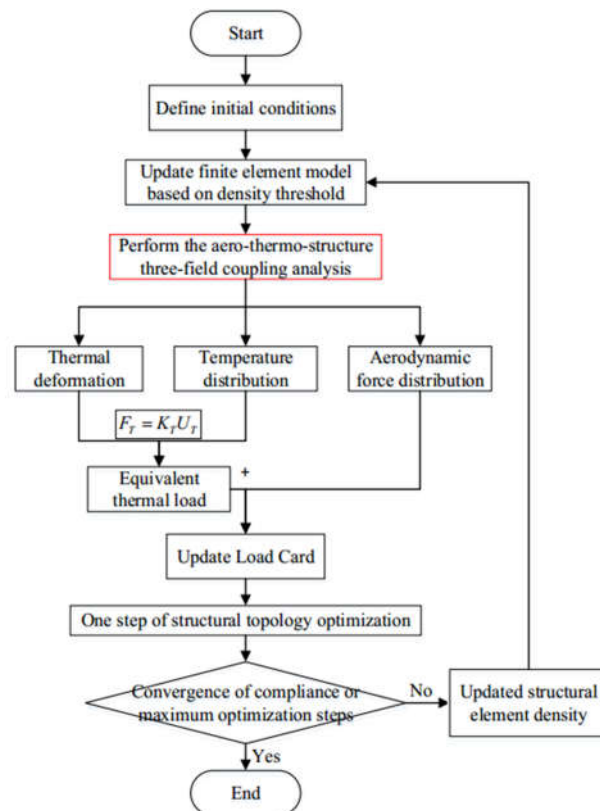 Start
Define initial conditions
Update finite element model
based on density threshold
Perform the aero-thermo-structure
three-field coupling analysis
Thermal
deformation
Temperature
distribution
Aerodynamic
force distribution
F_T = K_T U_T
Equivalent
thermal load
+
Update Load Card
One step of structural topology optimization
Convergence of compliance or
maximum optimization steps
No
Updated structural
element density
Yes
End